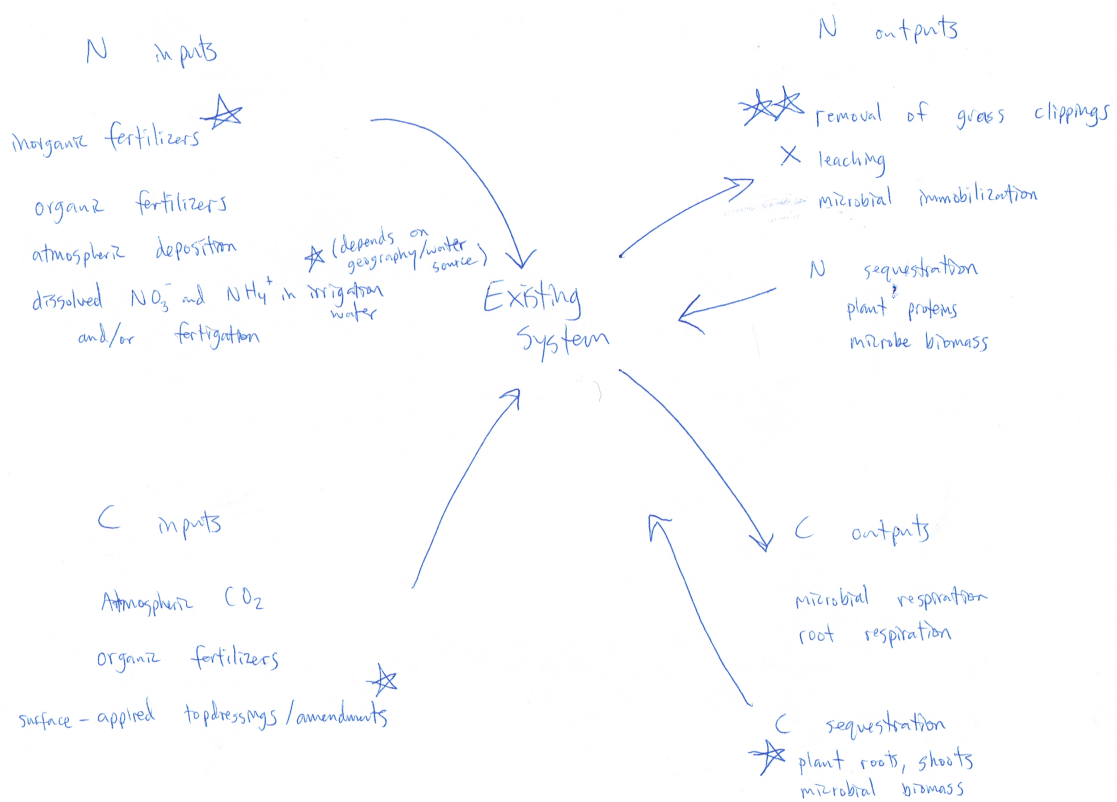 N inputs
inorganic fertilizers
organic fertilizers
atmospheric deposition
dissolved NO3- and NH4+ in irrigation water
and/or fertigation
(depends on
geography/water
source)
N outputs
removal of grass clippings
X leaching
microbial immobilization
N sequestration
plant proteins
microbe biomass
Existing
System
C inputs
Atmospheric CO2
organic fertilizers
surface-applied topdressings/amendments
C outputs
microbial respiration
root respiration
C sequestration
plant roots, shoots
microbial biomass